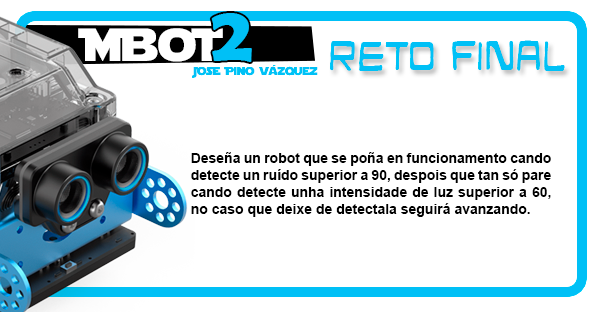 MBOT2
JOSE PINO VÁZQUEZ
RETO FINAL
Deseña un robot que se poña en funcionamento cando
detecte un ruído superior a 90, despois que tan só pare
cando detecte unha intensidade de luz superior a 60,
no caso que deixe de detectala seguirá avanzando.